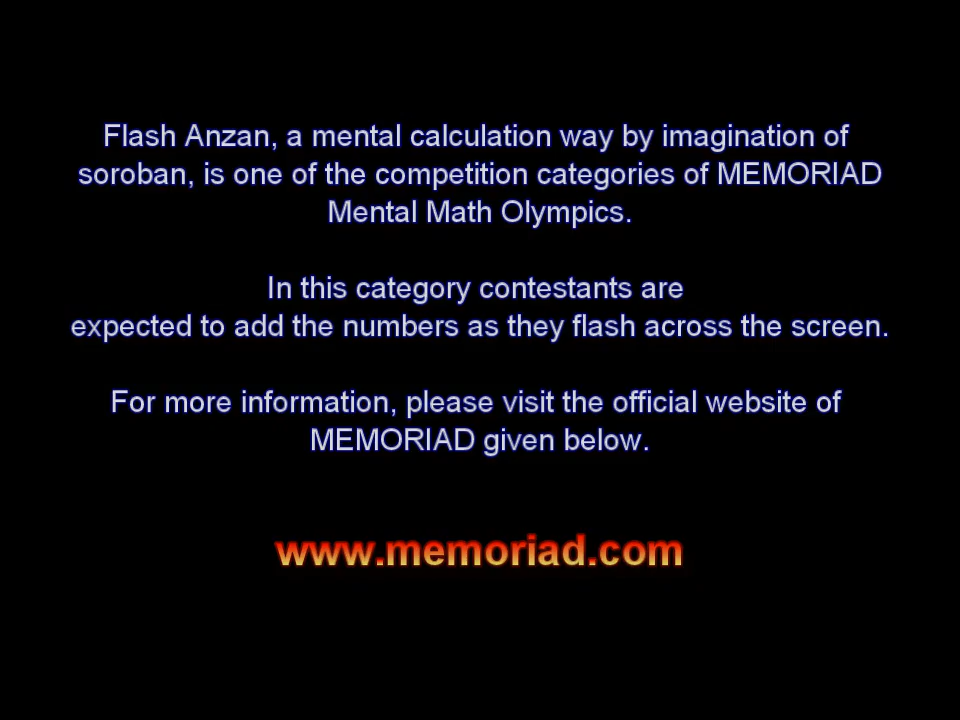 Flash Anzan, a mental calculation way by imagination of
soroban, is one of the competition categories of MEMORIAD
Mental Math Olympics.
In this category contestants are
expected to add the numbers as they flash across the screen.
For more information, please visit the official website of
MEMORIAD given below.
www.memoriad.com